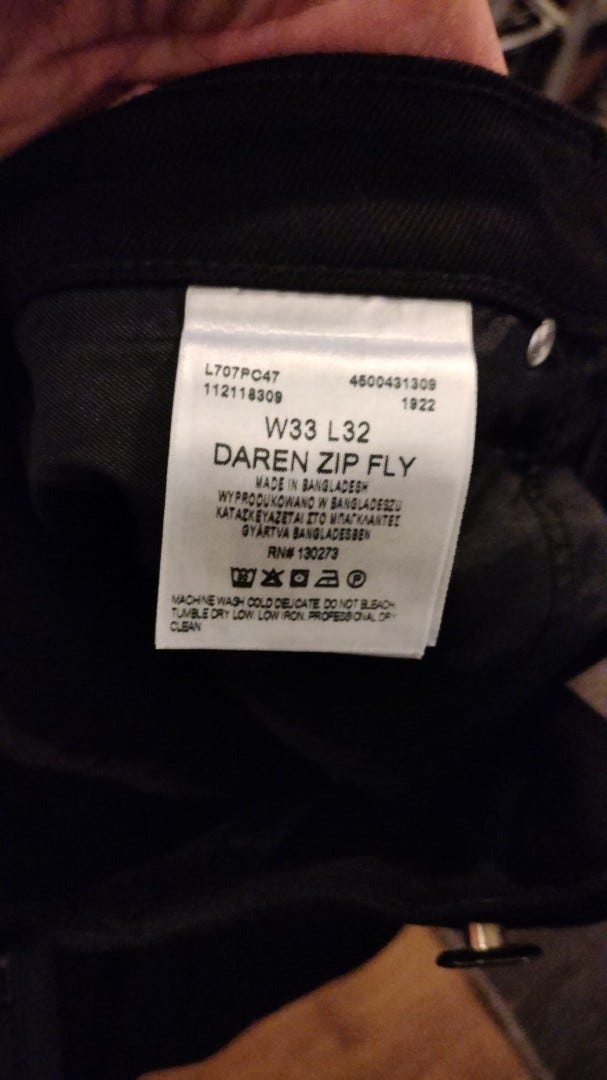 L707PC47 4500431309
112118309 1922
W33 L32
DAREN ZIP FLY
MADE IN BANGLADESH
WYPRODUKOWANO W BANGLADESZU
ΚΑΤΑΣΚΕΥΑΖΕΤΑΙ ΣΤΟ ΜΠΑΓΚΛΑΝΤΕΣ
GYÁRTVA BANGLADESBEN
RN# 130273
MACHINE WASH COLD DELICATE. DO NOT BLEACH.
TUMBLE DRY LOW. LOW IRON. PROFESSIONAL DRY
CLEAN